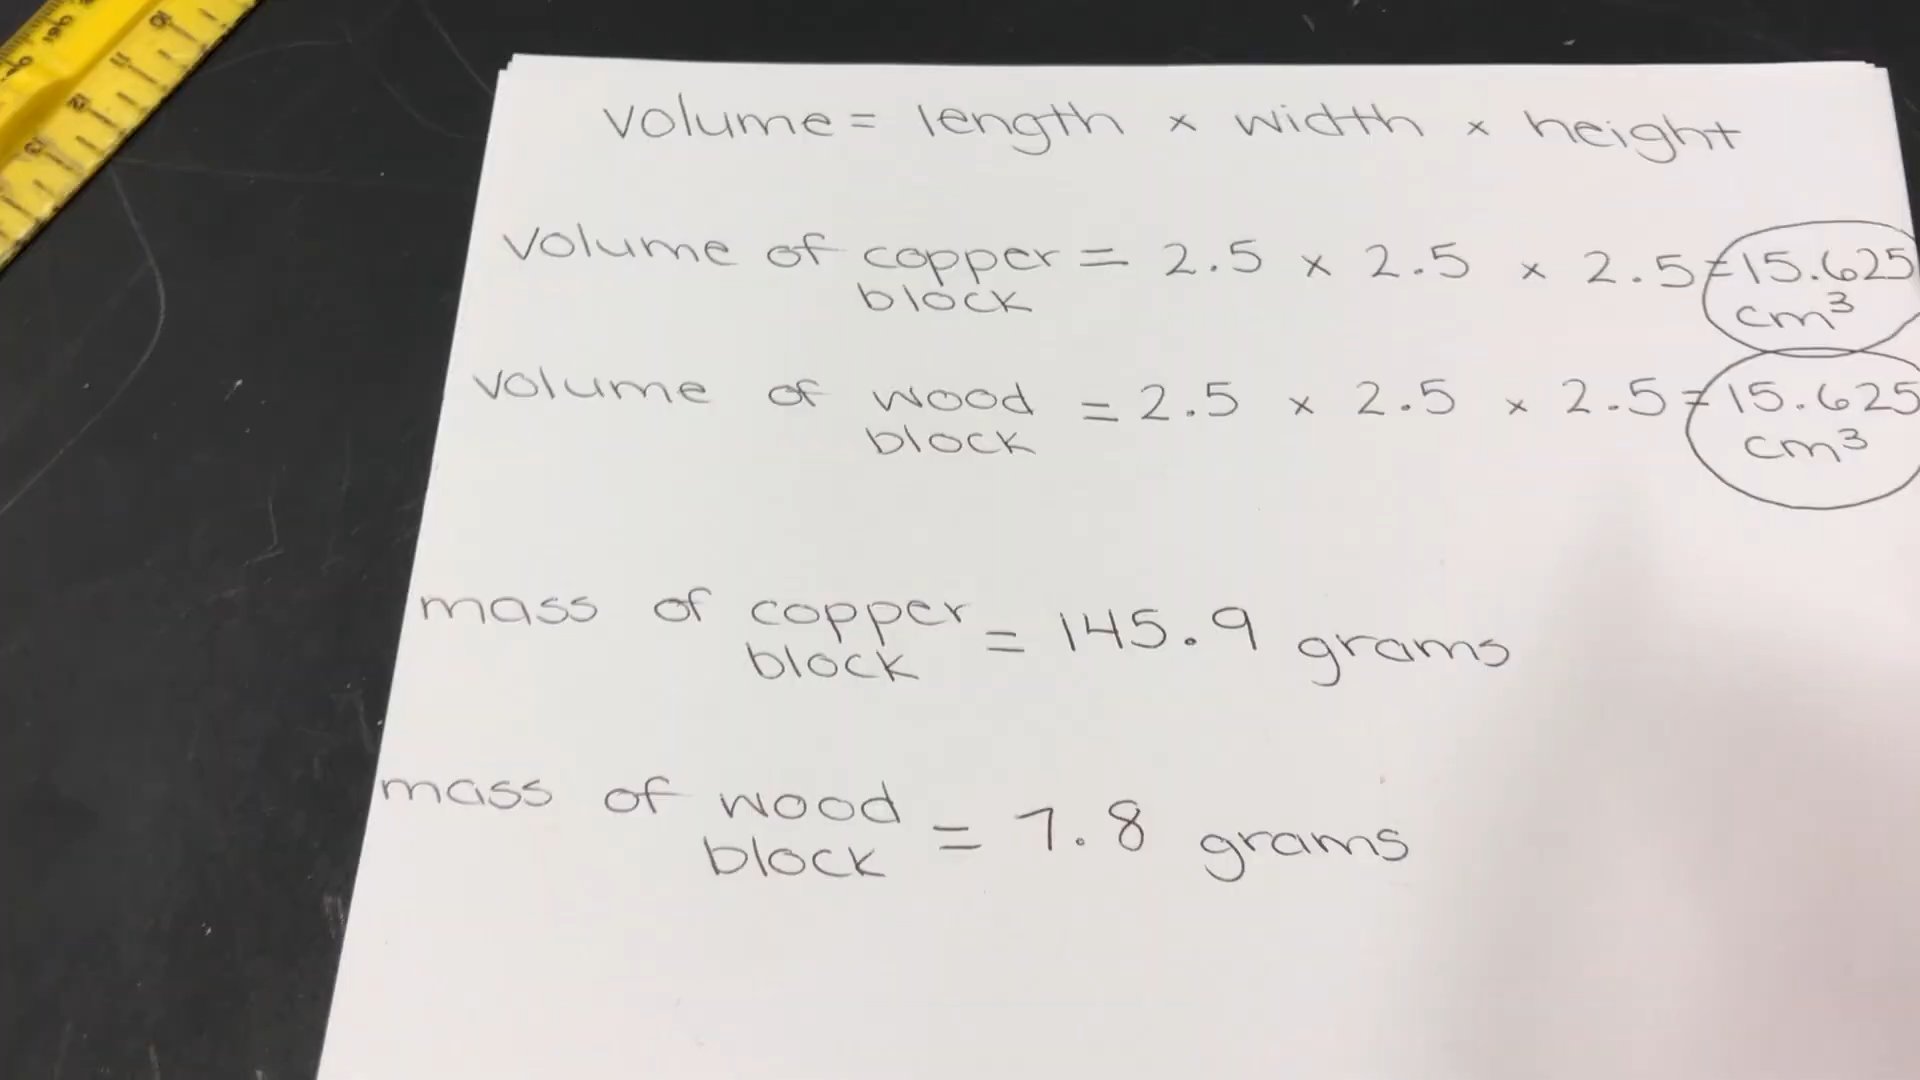 volume = length x width x height
volume of copper block = 2.5 x 2.5 x 2.5 = 15.625 cm³
volume of wood block = 2.5 x 2.5 x 2.5 = 15.625 cm³
mass of copper block = 145.9 grams
mass of wood block = 7.8 grams